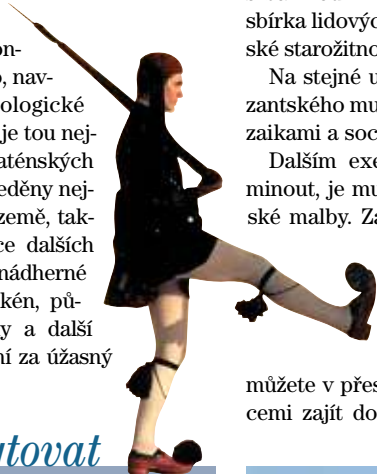 on-
, nav-
ologické
je tou nej-
aténských
eděny nej-
země, tak-
ce dalších
nádherné
kén, pů-
y a další
ní za úžasný
tovat
sbírka lidových
ské starožitno
Na stejné u
zantského mu
zaikami a soc
Dalším exe
minout, je mu
ské malby. Za
můžete v přes
cemi zajít do